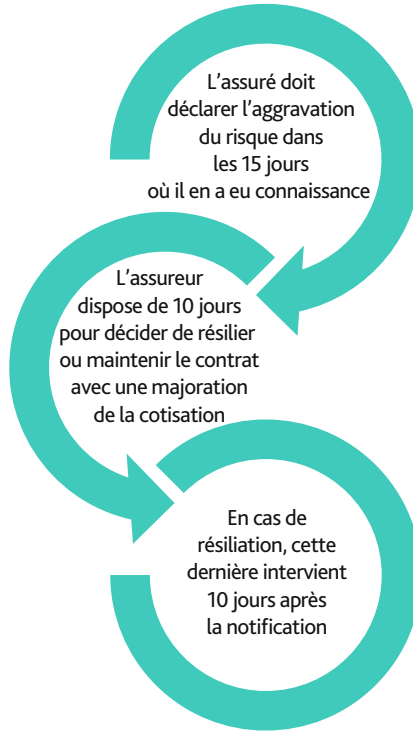 L'assuré doit
déclarer l'aggravation
du risque dans
les 15 jours
où il en a eu connaissance
L'assureur
dispose de 10 jours
pour décider de résilier
ou maintenir le contrat
avec une majoration
de la cotisation
En cas de
résiliation, cette
dernière intervient
10 jours après
la notification